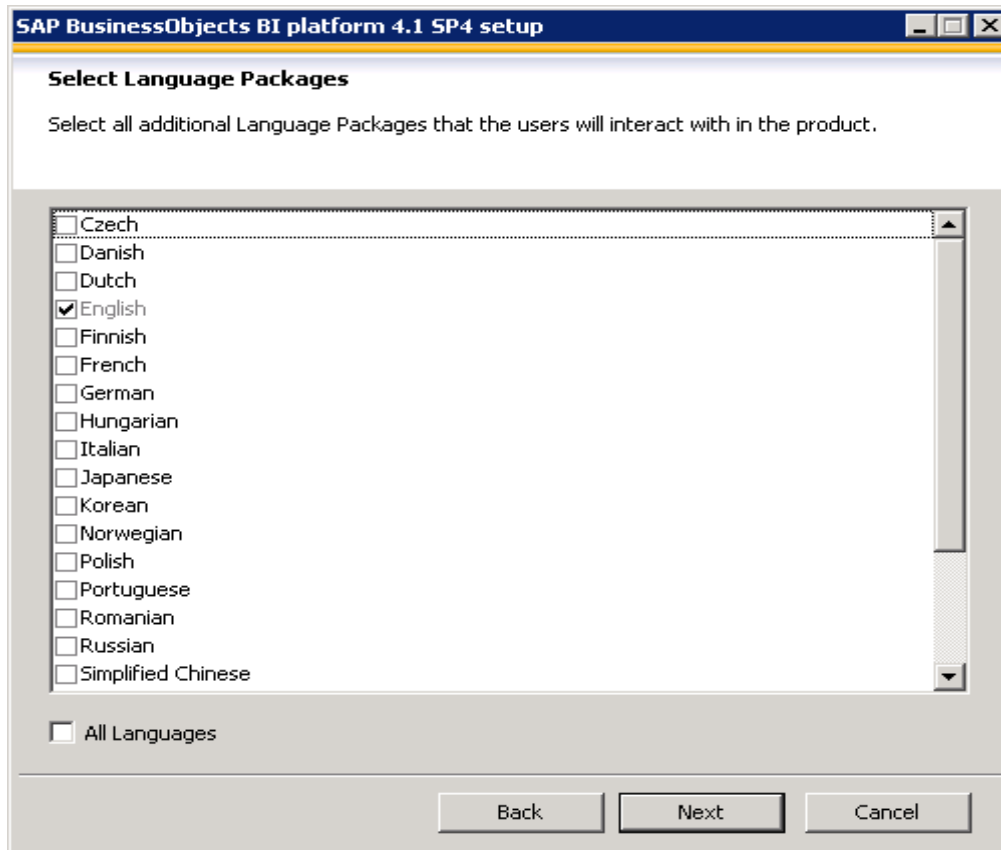 SAP BusinessObjects BI platform 4.1 SP4 setup
Select Language Packages
Select all additional Language Packages that the users will interact with in the product.
Czech
Danish
Dutch
English
Finnish
French
German
Hungarian
Italian
Japanese
Korean
Norwegian
Polish
Portuguese
Romanian
Russian
Simplified Chinese
All Languages
Back Next Cancel